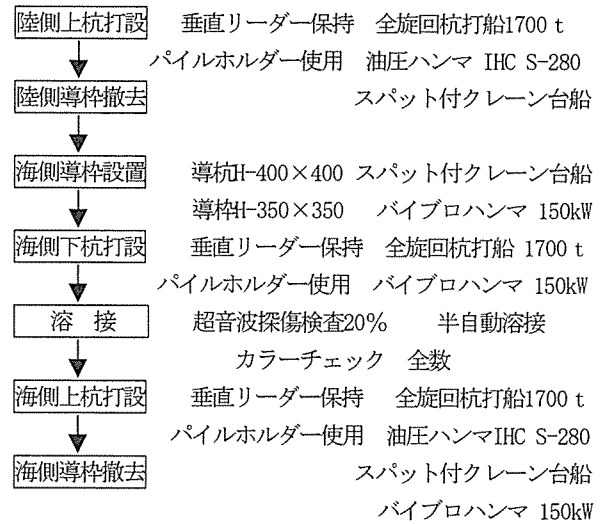 陸側上杭打設 垂直リーダー保持 全旋回杭打船1700ｔ
パイルホルダー使用 油圧ハンマ IHC S-280
陸側導枠撤去 スパット付クレーン台船
海側導枠設置 導杭H-400×400 スパット付クレーン台船
導枠H-350×350 バイブロハンマ 150kW
海側下杭打設 垂直リーダー保持 全旋回杭打船 1700ｔ
パイルホルダー使用 バイブロハンマ 150kW
溶 接 超音波探傷検査20% 半自動溶接
カラーチェック 全数
海側上杭打設 垂直リーダー保持 全旋回杭打船1700ｔ
パイルホルダー使用 油圧ハンマIHC S-280
海側導枠撤去 スパット付クレーン台船
バイブロハンマ 150kW